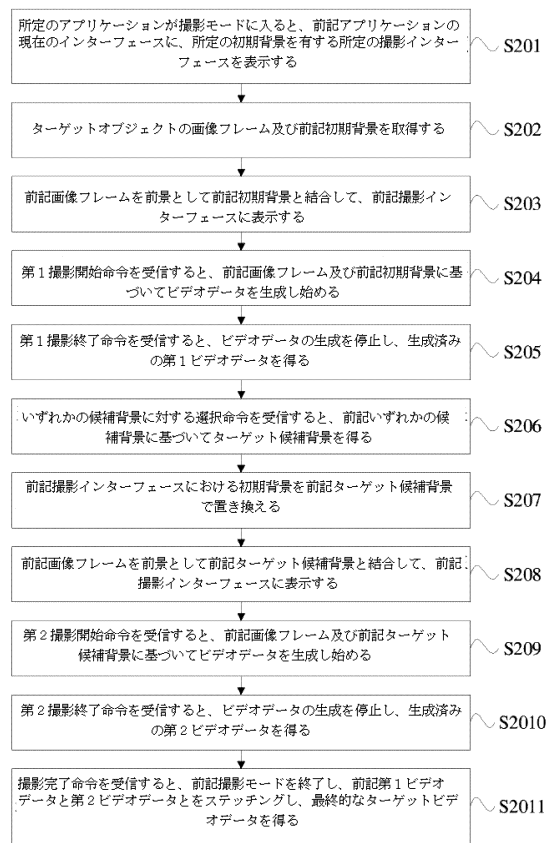 所定のアプリケーションが撮影モードに入ると、前記アプリケーションの
現在のインターフェースに、所定の初期背景を有する所定の撮影インター
フェースを表示する
S201
ターゲットオブジェクトの画像フレーム及び前記初期背景を取得する
S202
前記画像フレームを前景として前記初期背景と結合して、前記撮影イン
ターフェースに表示する
S203
第1撮影開始命令を受信すると、前記画像フレーム及び前記初期背景に基
づいてビデオデータを生成し始める
S204
第1撮影終了命令を受信すると、ビデオデータの生成を停止し、生成済み
の第1ビデオデータを得る
S205
いずれかの候補背景に対する選択命令を受信すると、前記いずれかの候
補背景に基づいてターゲット候補背景を得る
S206
前記撮影インターフェースにおける初期背景を前記ターゲット候補背景
で置き換える
S207
前記画像フレームを前景として前記ターゲット候補背景と結合して、前記
撮影インターフェースに表示する
S208
第2撮影開始命令を受信すると、前記画像フレーム及び前記ターゲット
候補背景に基づいてビデオデータを生成し始める
S209
第2撮影終了命令を受信すると、ビデオデータの生成を停止し、生成済み
の第2ビデオデータを得る
S2010
撮影完了命令を受信すると、前記撮影モードを終了し、前記第1ビデオ
データと第2ビデオデータとをステッチングし、最終的なターゲットビデ
オデータを得る
S2011